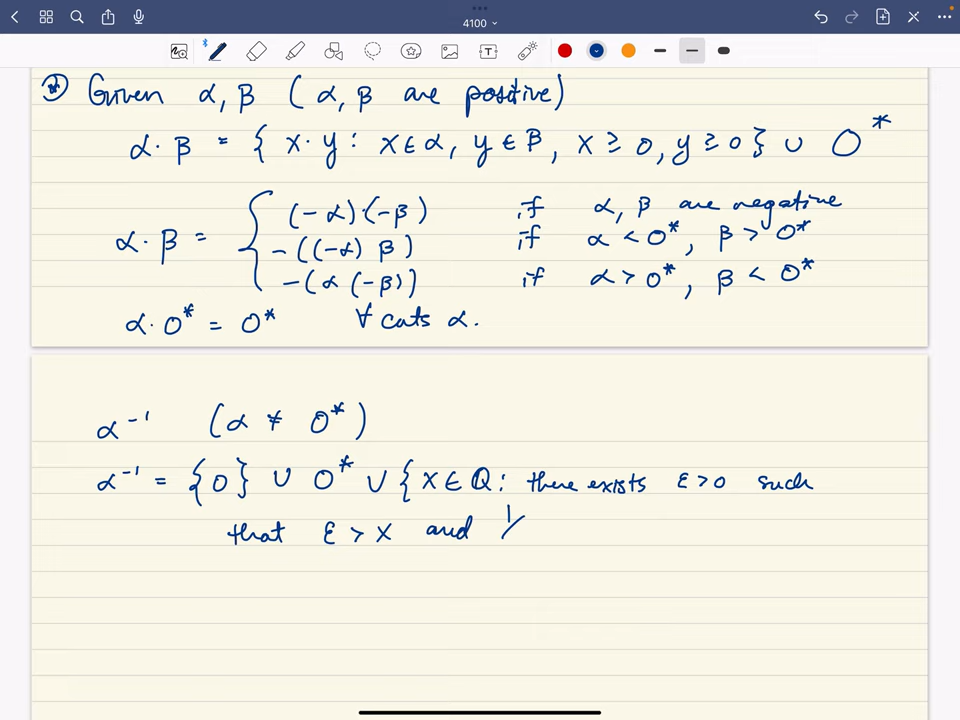 4100
Given α, β (α, β are positive)
α · β = { x · y : x ∈ α, y ∈ β, x ≥ 0, y ≥ 0 } ∪ 0*
α · β = { (-α)·(-β) if α, β are negative
-((-α) β) if α < 0*, β > 0*
-(α (-β)) if α > 0*, β < 0*
α · 0* = 0* ∀ cuts α.
α⁻¹ (α ≠ 0*)
α⁻¹ = {0} ∪ 0* ∪ { x ∈ ℚ : there exists ε > 0 such
that ε > x and 1/